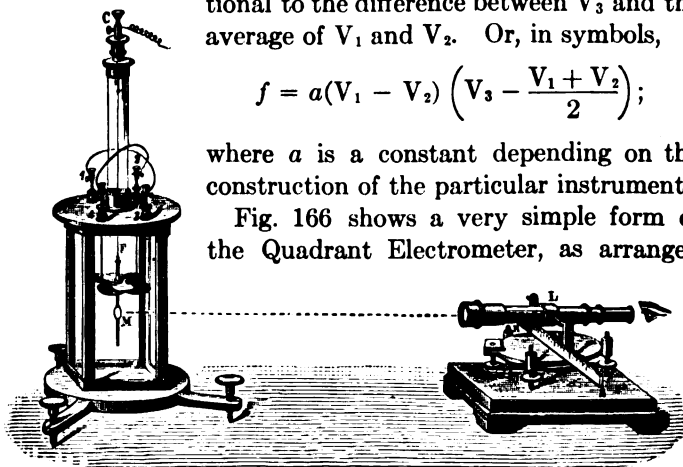 tional to the difference between V₃ and th
average of V₁ and V₂. Or, in symbols,
f = a(V₁ − V₂) (V₃ − (V₁ + V₂)/2);
where a is a constant depending on th
construction of the particular instrument
Fig. 166 shows a very simple form o
the Quadrant Electrometer, as arrange
C
F
M
L